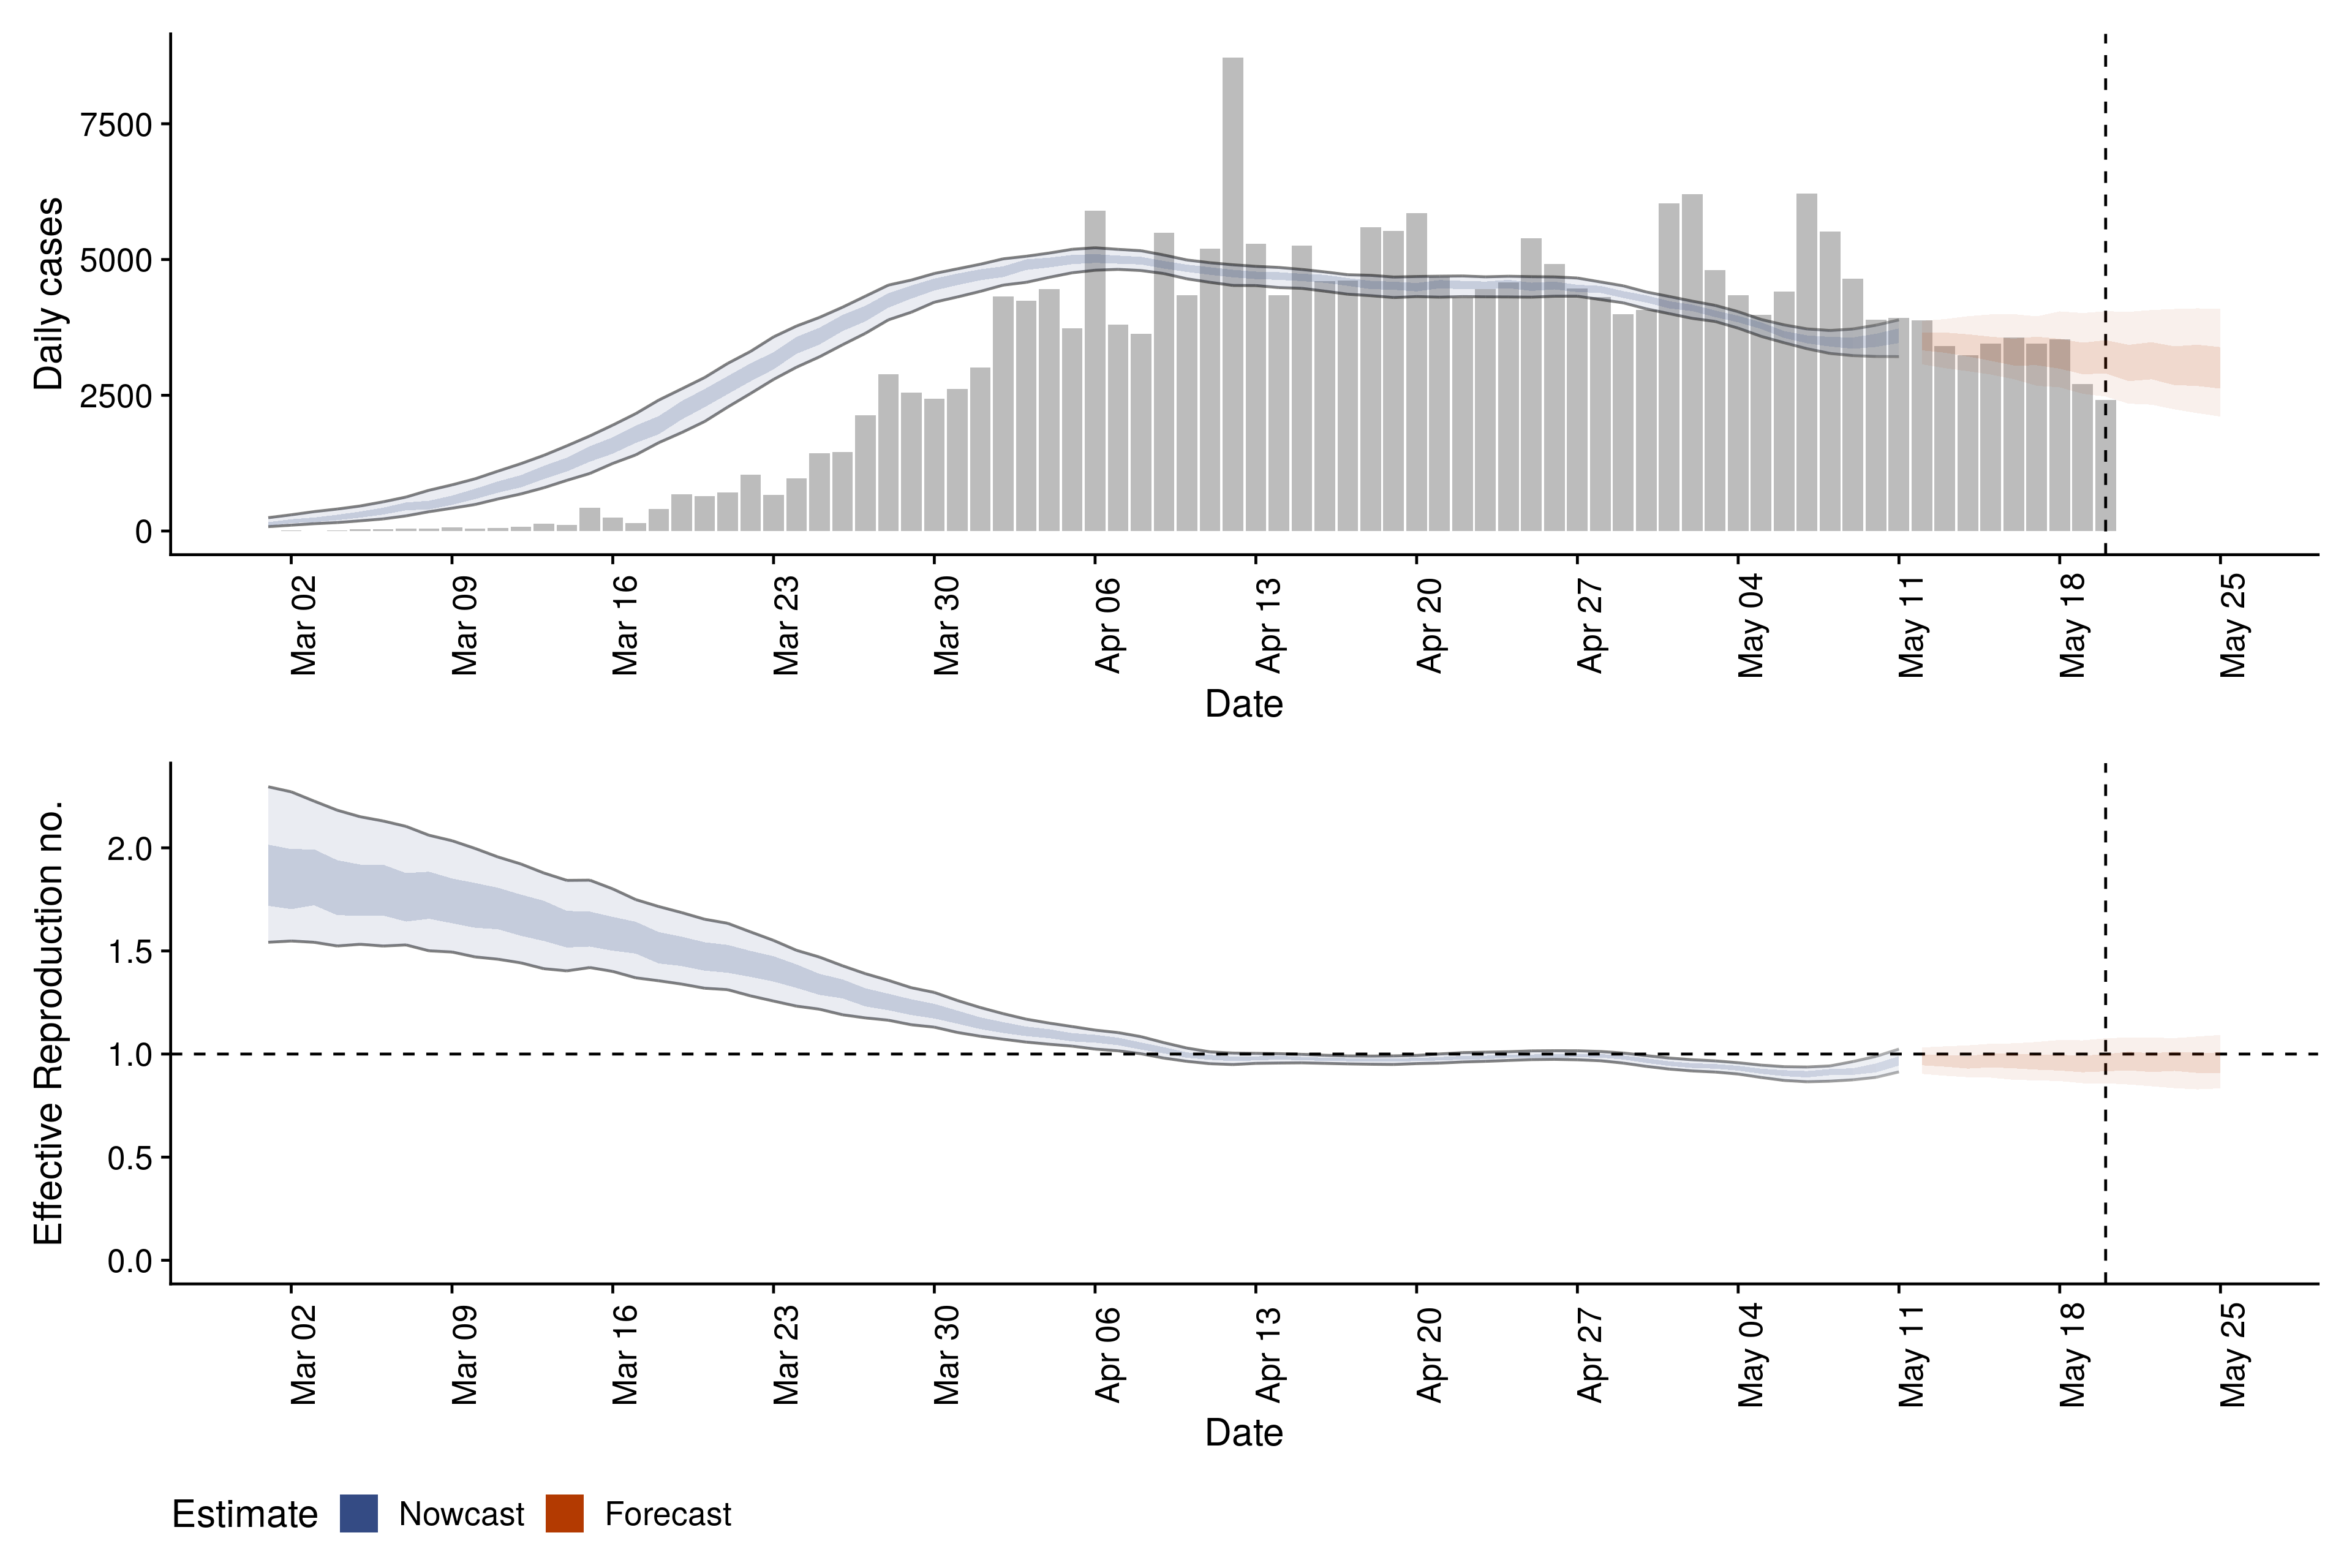 Daily cases
7500
5000
2500
0
Mar 02
Mar 09
Mar 16
Mar 23
Mar 30
Apr 06
Apr 13
Apr 20
Apr 27
May 04
May 11
May 18
May 25
Date
Effective Reproduction no.
2.0
1.5
1.0
0.5
0.0
Mar 02
Mar 09
Mar 16
Mar 23
Mar 30
Apr 06
Apr 13
Apr 20
Apr 27
May 04
May 11
May 18
May 25
Date
Estimate Nowcast Forecast